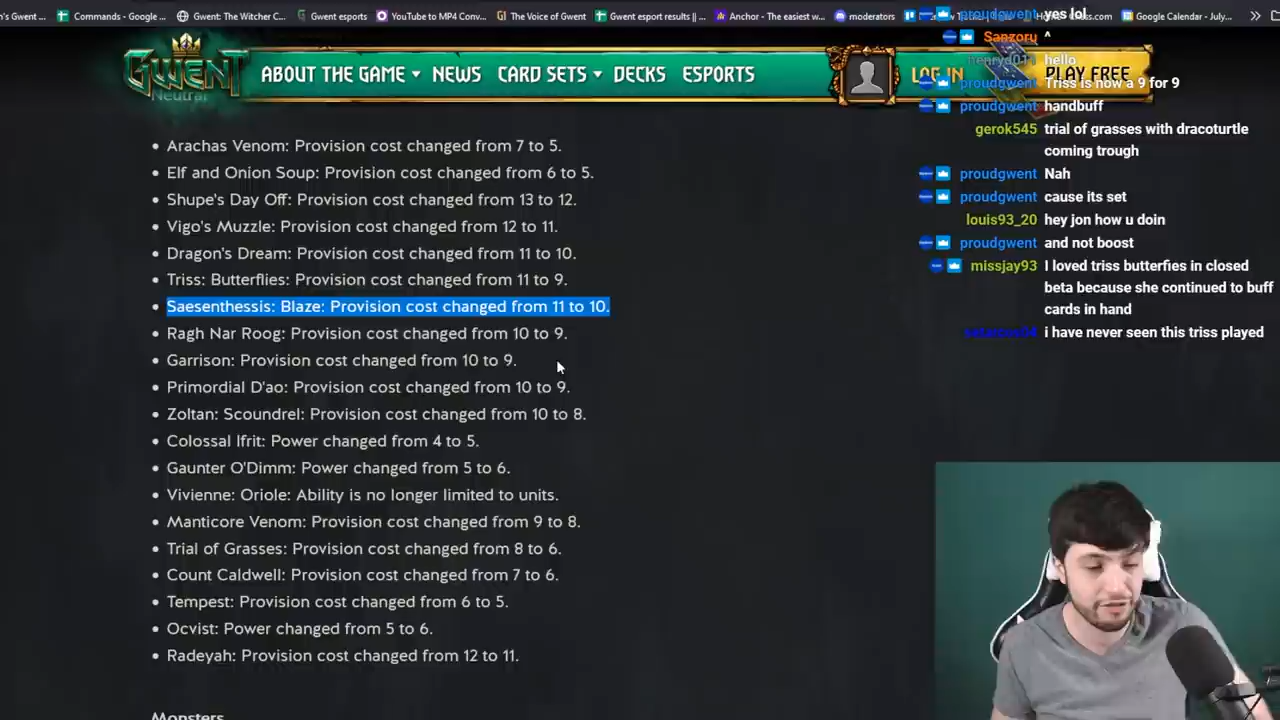 Gwent ...
Commands - Google ...
Gwent: The Witcher C...
Gwent esports
YouTube to MP4 Conv...
The Voice of Gwent
Gwent esport results || ...
Anchor - The easiest w...
moderators
Google Calendar - July...
GWENT
ABOUT THE GAME
NEWS
CARD SETS
DECKS
ESPORTS
LOG IN
PLAY FREE
Neutral
Arachas Venom: Provision cost changed from 7 to 5.
Elf and Onion Soup: Provision cost changed from 6 to 5.
Shupe's Day Off: Provision cost changed from 13 to 12.
Vigo's Muzzle: Provision cost changed from 12 to 11.
Dragon's Dream: Provision cost changed from 11 to 10.
Triss: Butterflies: Provision cost changed from 11 to 9.
Saesenthessis: Blaze: Provision cost changed from 11 to 10.
Ragh Nar Roog: Provision cost changed from 10 to 9.
Garrison: Provision cost changed from 10 to 9.
Primordial D'ao: Provision cost changed from 10 to 9.
Zoltan: Scoundrel: Provision cost changed from 10 to 8.
Colossal Ifrit: Power changed from 4 to 5.
Gaunter O'Dimm: Power changed from 5 to 6.
Vivienne: Oriole: Ability is no longer limited to units.
Manticore Venom: Provision cost changed from 9 to 8.
Trial of Grasses: Provision cost changed from 8 to 6.
Count Caldwell: Provision cost changed from 7 to 6.
Tempest: Provision cost changed from 6 to 5.
Ocvist: Power changed from 5 to 6.
Radeyah: Provision cost changed from 12 to 11.
Monsters
proudgwent yes lol
Sanzoru ^
hello
proudgwent Triss is now a 9 for 9
proudgwent handbuff
gerok545 trial of grasses with dracoturtle
coming trough
proudgwent Nah
proudgwent cause its set
louis93_20 hey jon how u doin
proudgwent and not boost
missjay93 I loved triss butterfies in closed
beta because she continued to buff
cards in hand
i have never seen this triss played